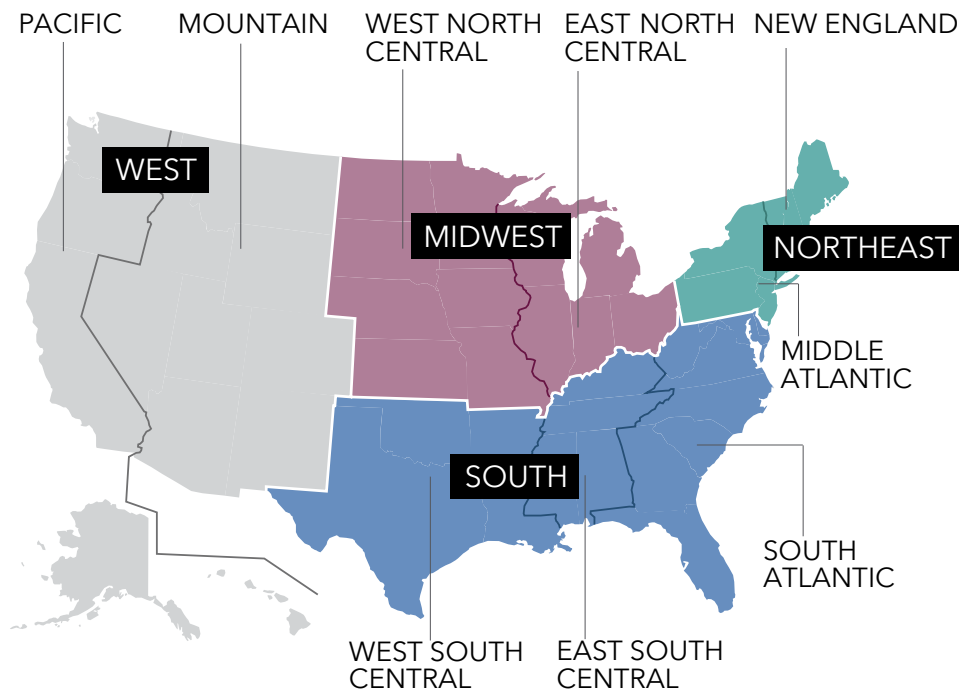 PACIFIC
MOUNTAIN
WEST NORTH
CENTRAL
EAST NORTH
CENTRAL
NEW ENGLAND
WEST
MIDWEST
NORTHEAST
MIDDLE
ATLANTIC
SOUTH
SOUTH
ATLANTIC
WEST SOUTH
CENTRAL
EAST SOUTH
CENTRAL